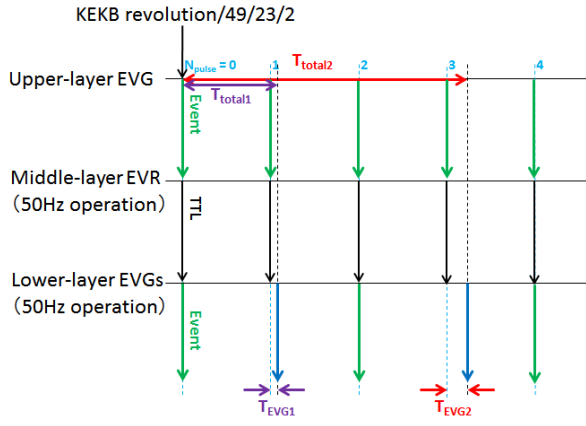 KEKB revolution/49/23/2
Npulse = 0
1
2
3
4
Ttotal2
Upper-layer EVG
Ttotal1
Event
Middle-layer EVR
（50Hz operation）
TTL
Lower-layer EVGs
（50Hz operation）
Event
TEVG1
TEVG2